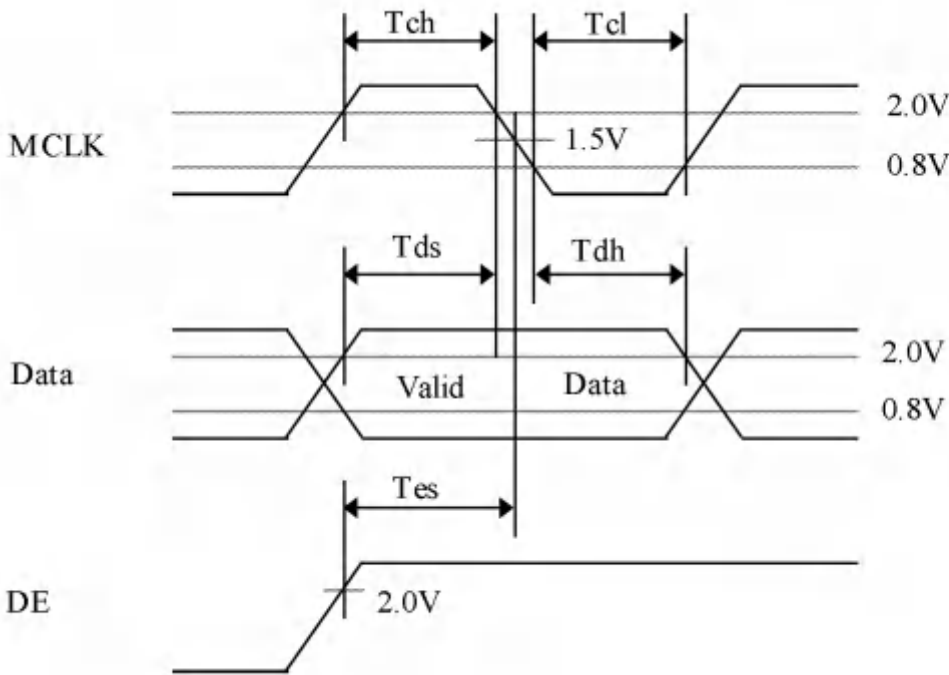 Tch Tcl
2.0V
MCLK 1.5V
0.8V
Tds Tdh
2.0V
Data Valid Data
0.8V
Tes
DE 2.0V